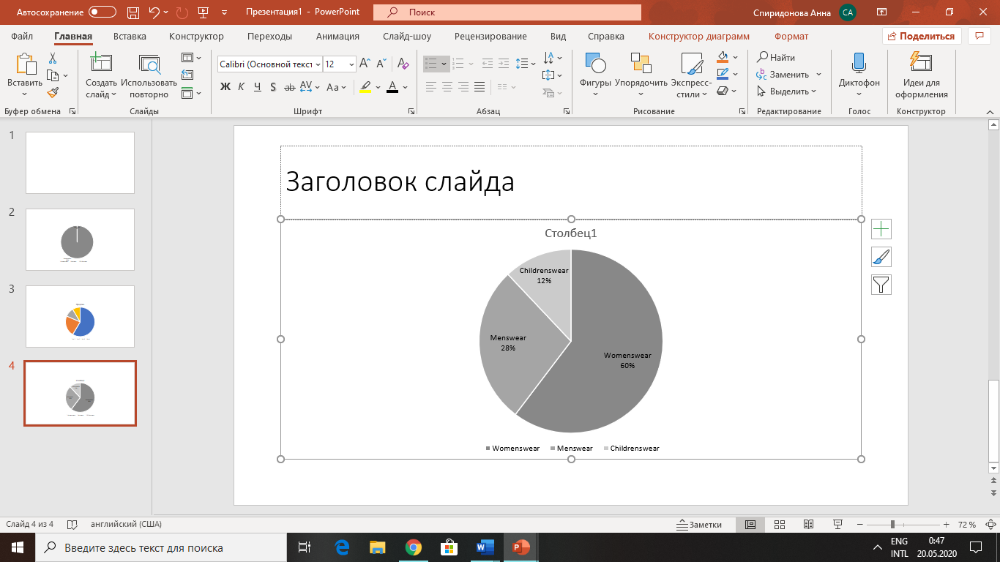 Автосохранение
Презентация1 - PowerPoint
Поиск
Спиридонова Анна
СА
Файл Главная Вставка Конструктор Переходы Анимация Слайд-шоу Рецензирование Вид Справка Конструктор диаграмм Формат
Поделиться
Вставить
Создать слайд
Использовать повторно
Calibri (Основной текст
12
Ж К Ч S ab AV Aa A
Фигуры Упорядочить Экспресс-стили
Найти
Заменить
Выделить
Диктофон
Идеи для оформления
Буфер обмена Слайды Шрифт Абзац Рисование Редактирование Голос Конструктор
1
2
3
4
Заголовок слайда
Столбец1
Childrenswear
12%
Menswear
28%
Womenswear
60%
Womenswear Menswear Childrenswear
Слайд 4 из 4
английский (США)
Заметки
72 %
Введите здесь текст для поиска
ENG
INTL
0:47
20.05.2020